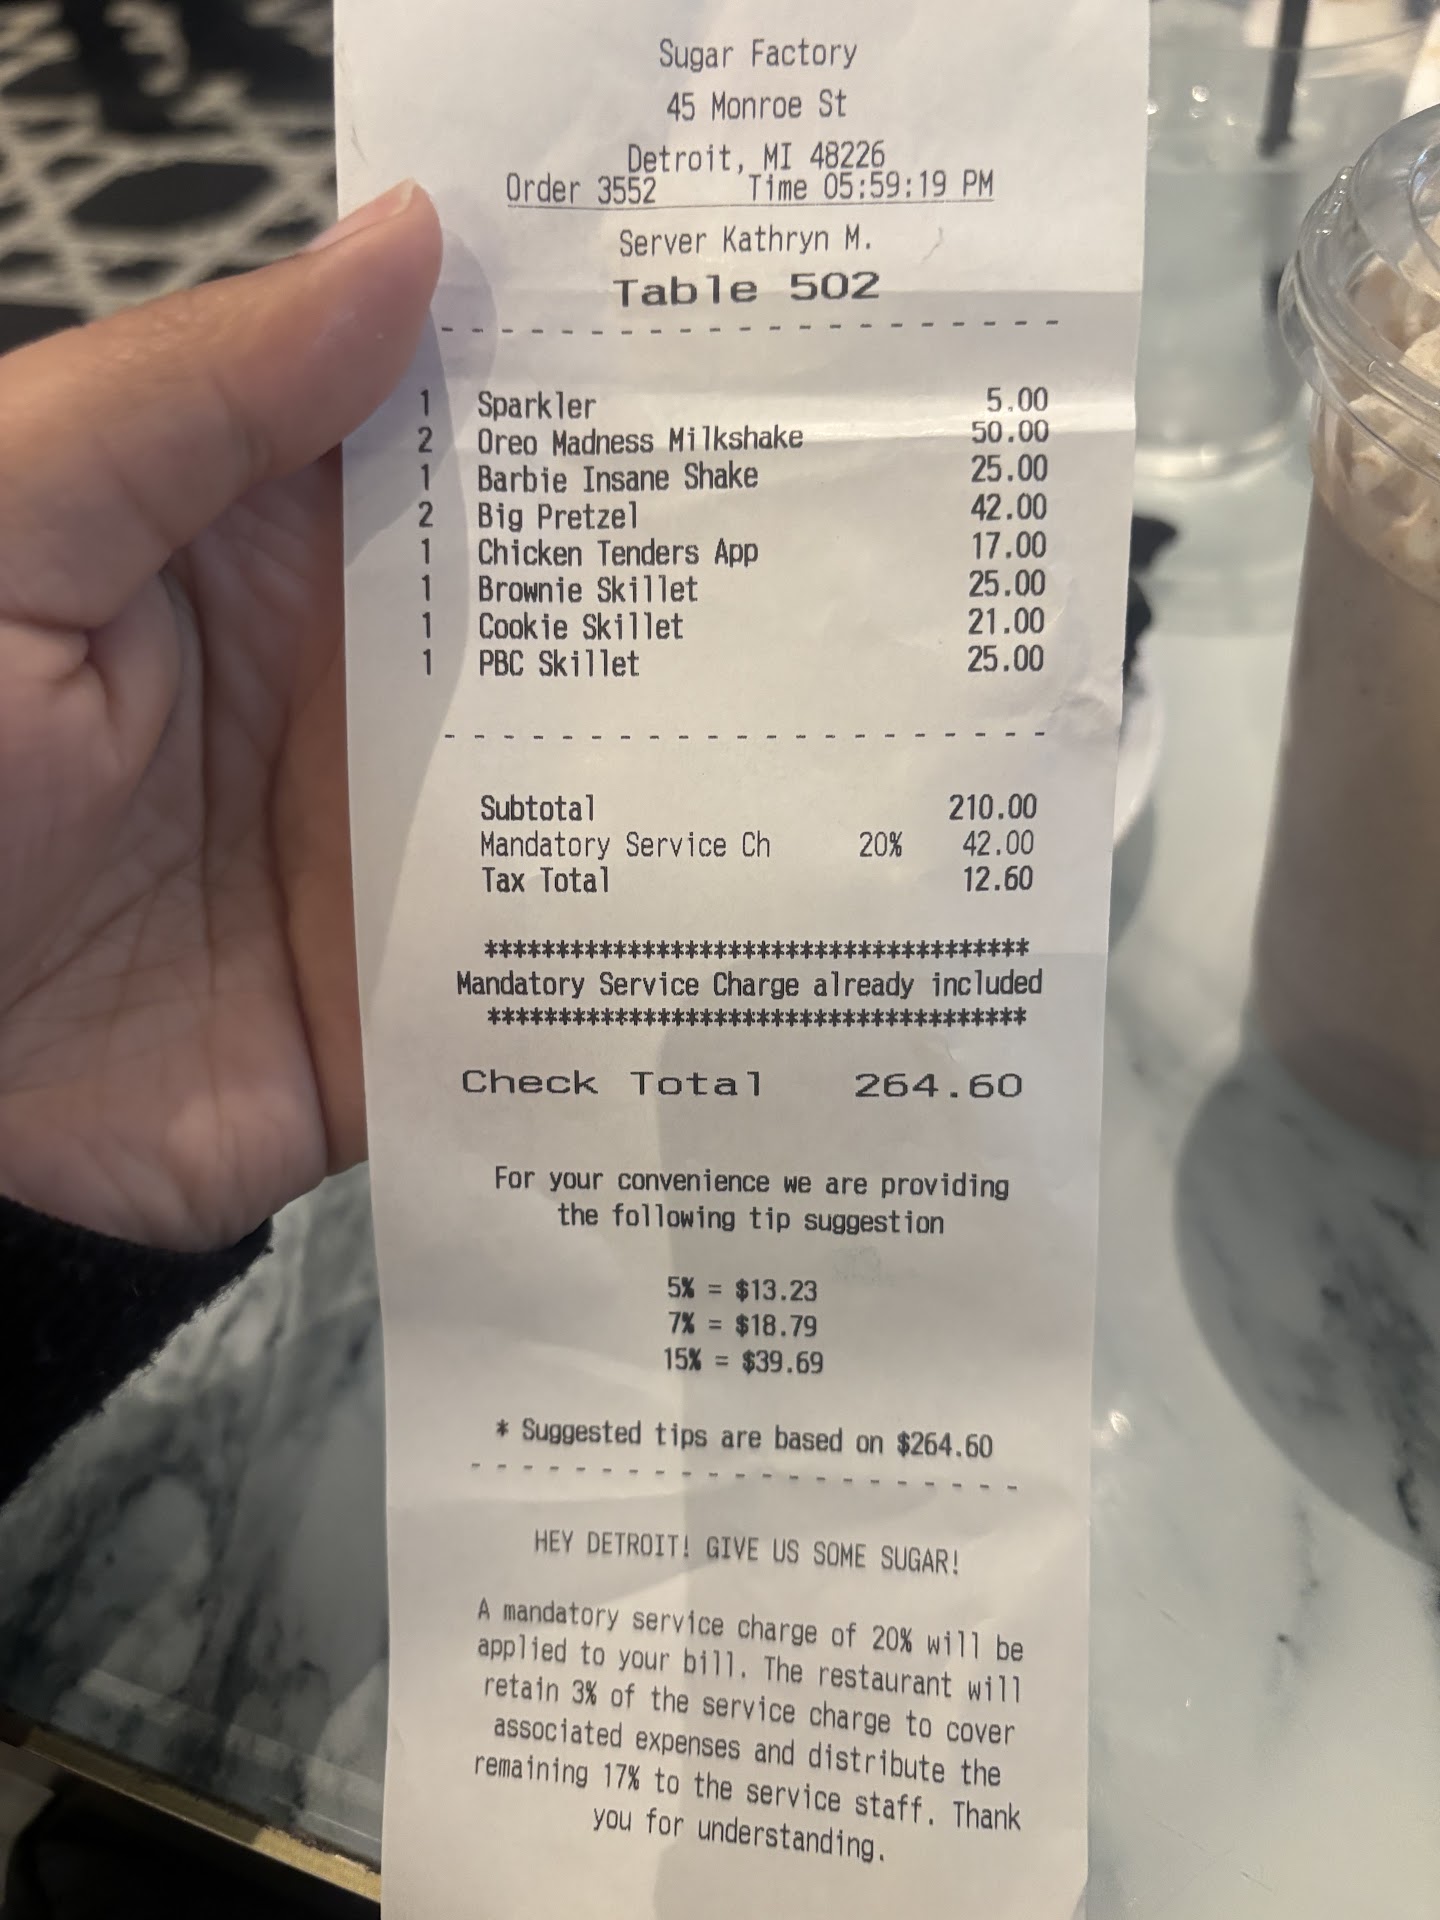 Sugar Factory
45 Monroe St
Detroit, MI 48226
Order 3552 Time 05:59:19 PM
Server Kathryn M.
Table 502
- - - - - - - - - - - - - - - - - - - - -
1 Sparkler 5.00
2 Oreo Madness Milkshake 50.00
1 Barbie Insane Shake 25.00
2 Big Pretzel 42.00
1 Chicken Tenders App 17.00
1 Brownie Skillet 25.00
1 Cookie Skillet 21.00
1 PBC Skillet 25.00
- - - - - - - - - - - - - - - - - - - - -
Subtotal 210.00
Mandatory Service Ch 20% 42.00
Tax Total 12.60
***************************************
Mandatory Service Charge already included
***************************************
Check Total 264.60
For your convenience we are providing
the following tip suggestion
5% = $13.23
7% = $18.79
15% = $39.69
* Suggested tips are based on $264.60
- - - - - - - - - - - - - - - - - - - - -
HEY DETROIT! GIVE US SOME SUGAR!
A mandatory service charge of 20% will be
applied to your bill. The restaurant will
retain 3% of the service charge to cover
associated expenses and distribute the
remaining 17% to the service staff. Thank
you for understanding.